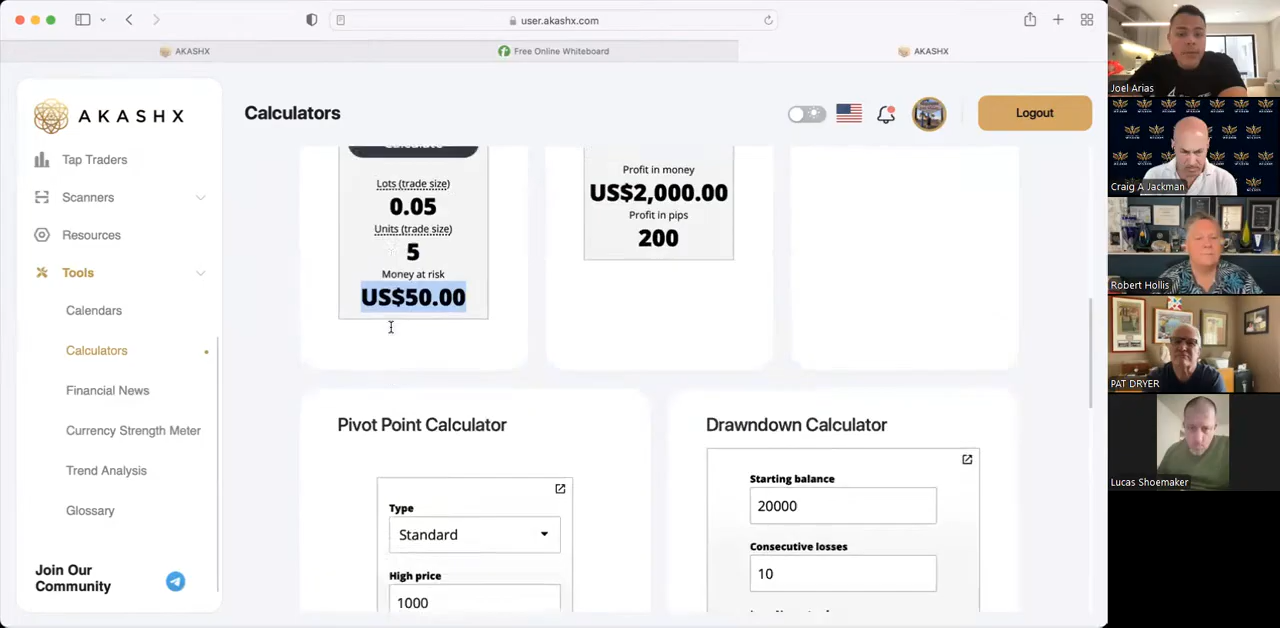 user.akashx.com
AKASHX
Free Online Whiteboard
AKASHX
AKASHX
Calculators
Logout
Tap Traders
Scanners
Resources
Tools
Calendars
Calculators
Financial News
Currency Strength Meter
Trend Analysis
Glossary
Join Our
Community
Lots (trade size)
0.05
Units (trade size)
5
Money at risk
US$50.00
Profit in money
US$2,000.00
Profit in pips
200
Pivot Point Calculator
Type
Standard
High price
1000
Drawndown Calculator
Starting balance
20000
Consecutive losses
10
Joel Arias
Craig A Jackman
Robert Hollis
PAT DRYER
Lucas Shoemaker